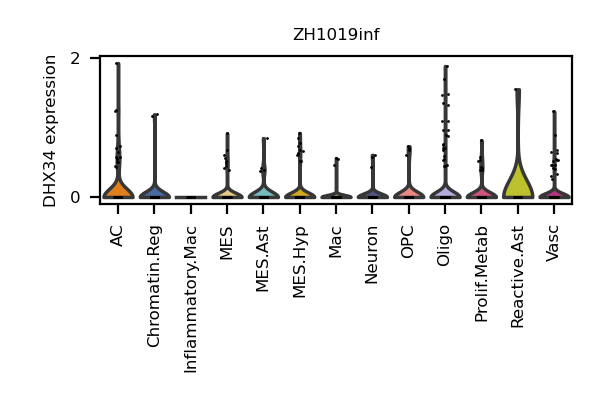 ZH1019inf
DHX34 expression
2
0
AC
Chromatin.Reg
Inflammatory.Mac
MES
MES.Ast
MES.Hyp
Mac
Neuron
OPC
Oligo
Prolif.Metab
Reactive.Ast
Vasc